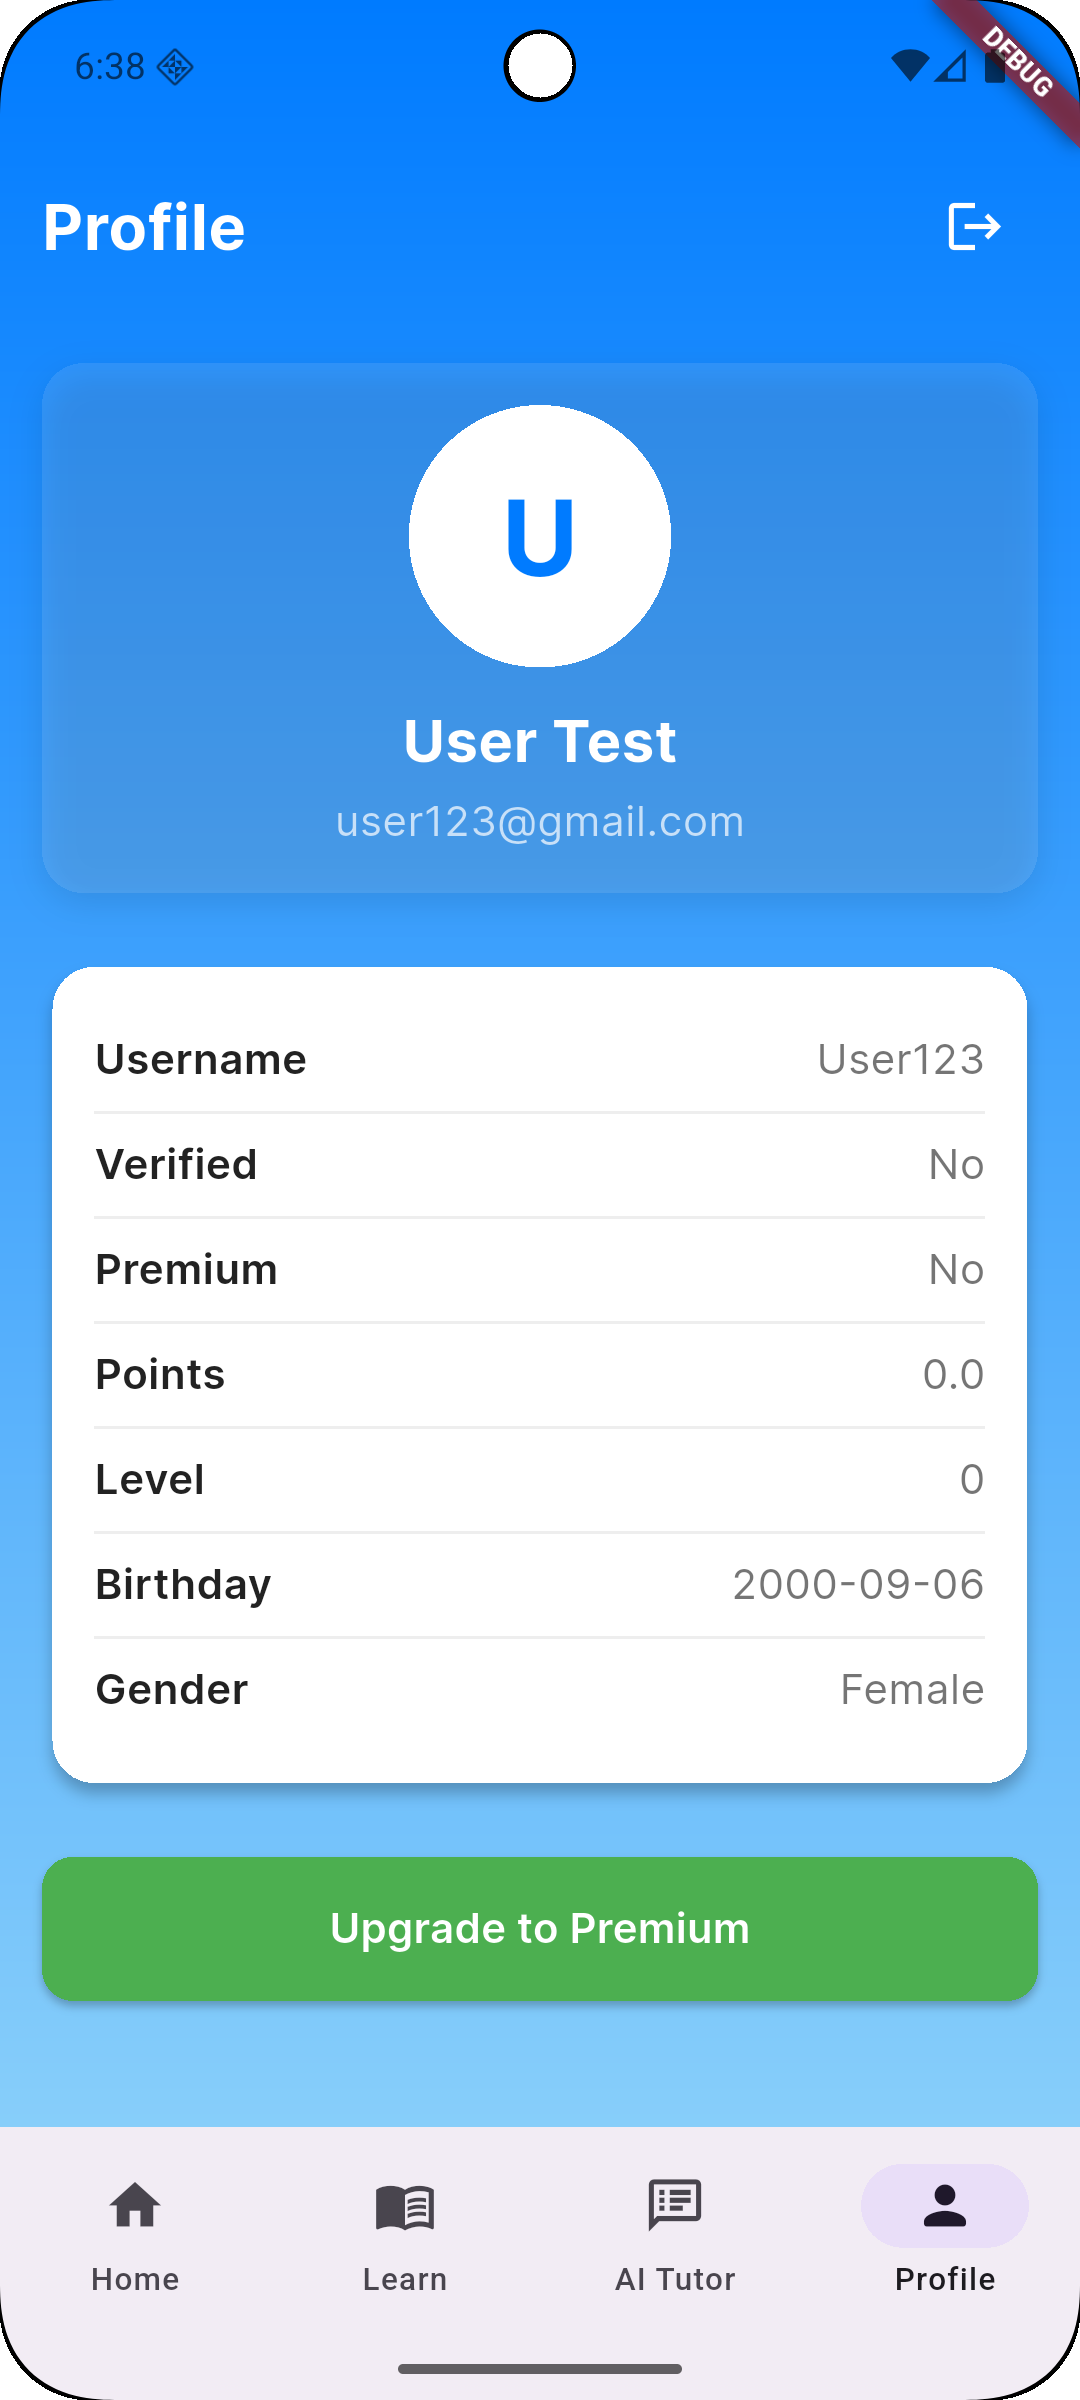 6:38
DEBUG
Profile
U
User Test
user123@gmail.com
Username User123
Verified No
Premium No
Points 0.0
Level 0
Birthday 2000-09-06
Gender Female
Upgrade to Premium
Home Learn AI Tutor Profile